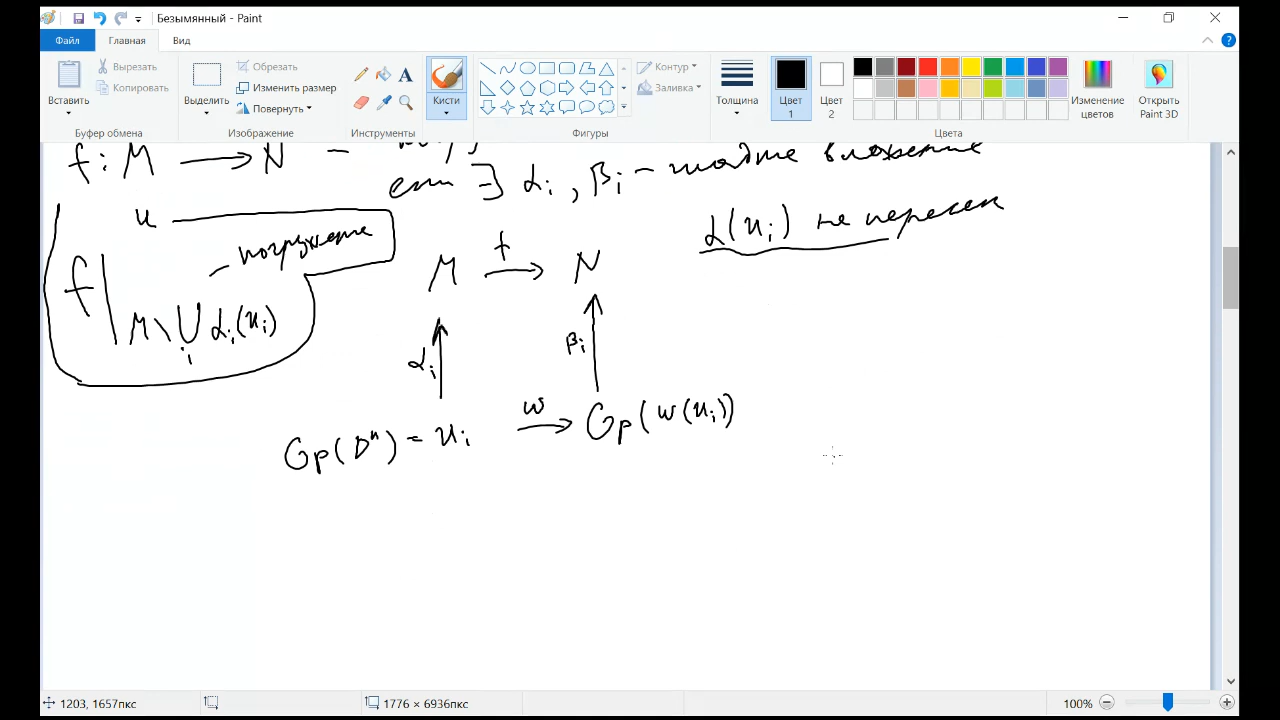 Безымянный - Paint
Файл Главная Вид
Вставить
Вырезать
Копировать
Буфер обмена
Выделить
Обрезать
Изменить размер
Повернуть
Изображение
Инструменты
Кисти
Фигуры
Контур
Заливка
Толщина
Цвет 1
Цвет 2
Изменение цветов
Открыть Paint 3D
Цвета
f : M → N –
если ∃ αᵢ, βᵢ – гладкие вложения
и
α(uᵢ) не пересек
f | M \ ⋃ᵢ αᵢ(uᵢ) – погружение
M f → N
αᵢ βᵢ
Gp(Dⁿ) = uᵢ w → Gp(w(uᵢ))
1203, 1657пкс
1776 × 6936пкс
100%